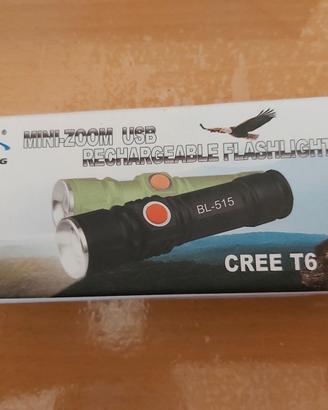 ®
G
MINI-ZOOM USB
RECHARGEABLE FLASHLIGHT
BL-515
CREE T6